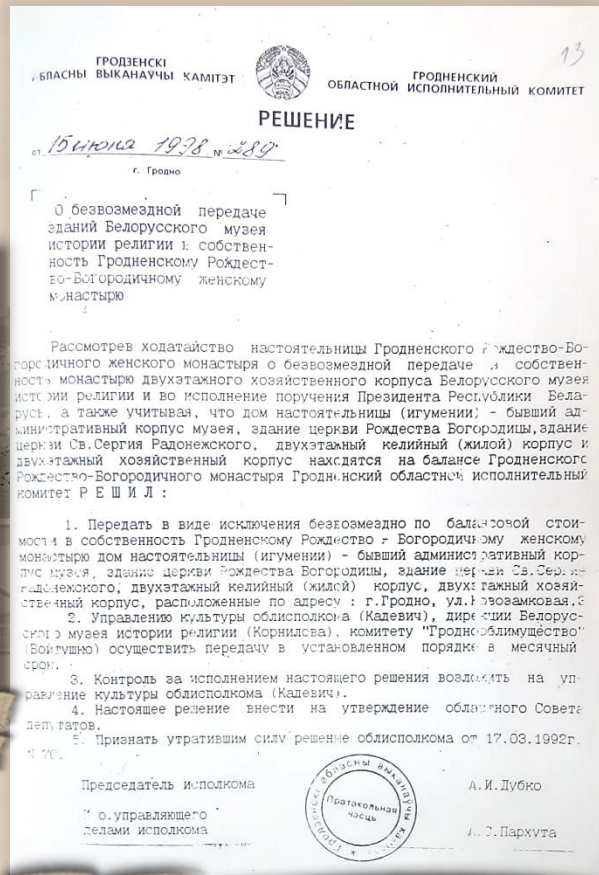 13
ГРОДЗЕНСКІ
АБЛАСНЫ ВЫКАНАЎЧЫ КАМІТЭТ
ГРОДНЕНСКИЙ
ОБЛАСТНОЙ ИСПОЛНИТЕЛЬНЫЙ КОМИТЕТ
РЕШЕНИЕ
от 15 июня 1998 № 289
г. Гродно
О безвозмездной передаче
зданий Белорусского музея
истории религии в собствен-
ность Гродненскому Рождест-
во-Богородичному женскому
монастырю
Рассмотрев ходатайство настоятельницы Гродненского Рождество-Бо-
городичного женского монастыря о безвозмездной передаче в собствен-
ность монастырю двухэтажного хозяйственного корпуса Белорусского музея
истории религии и во исполнение поручения Президента Республики Бела-
русь, а также учитывая, что дом настоятельницы (игумении) - бывший ад-
министративный корпус музея, здание церкви Рождества Богородицы, здание
церкви Св.Сергия Радонежского, двухэтажный келийный (жилой) корпус и
двухэтажный хозяйственный корпус находятся на балансе Гродненского
Рождество-Богородичного монастыря Гродненский областной исполнительный
комитет Р Е Ш И Л :
1. Передать в виде исключения безвозмездно по балансовой стои-
мости в собственность Гродненскому Рождество - Богородичному женскому
монастырю дом настоятельницы (игумении) - бывший административный кор-
пус музея, здание церкви Рождества Богородицы, здание церкви Св.Сергия
Радонежского, двухэтажный келийный (жилой) корпус, двухэтажный хозяй-
ственный корпус, расположенные по адресу : г.Гродно, ул.Новозамковая,
2. Управлению культуры облисполкома (Кадевич), дирекции Белорус-
ского музея истории религии (Корнилова), комитету "Гродноблимущество"
(Войтушко) осуществить передачу в установленном порядке в месячный
срок.
3. Контроль за исполнением настоящего решения возложить на уп-
равление культуры облисполкома (Кадевич).
4. Настоящее решение внести на утверждение областного Совета
депутатов.
5. Признать утратившим силу решение облисполкома от 17.03.1992г.
N 70.
Председатель исполкома
А.И.Дубко
И.о.управляющего
делами исполкома
Пархута
Гродзенскі абласны выканаўчы камітэт
Пратакольная
часць